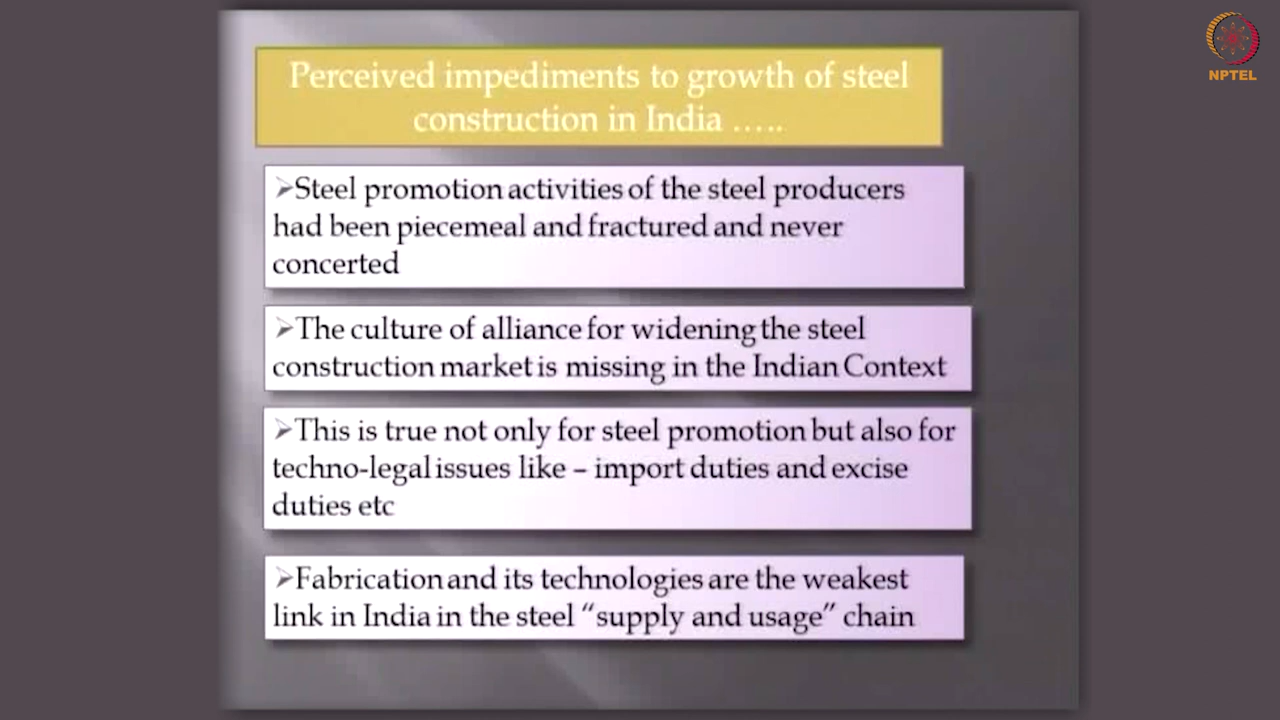 Perceived impediments to growth of steel
construction in India .....
➢Steel promotion activities of the steel producers
had been piecemeal and fractured and never
concerted
➢The culture of alliance for widening the steel
construction market is missing in the Indian Context
➢This is true not only for steel promotion but also for
techno-legal issues like – import duties and excise
duties etc
➢Fabrication and its technologies are the weakest
link in India in the steel “supply and usage” chain
NPTEL